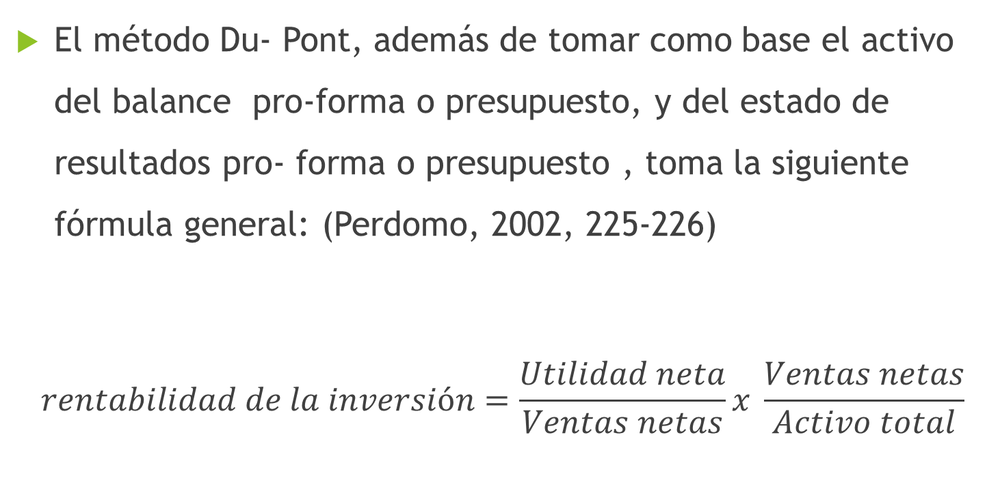 El método Du- Pont, además de tomar como base el activo
del balance  pro-forma o presupuesto, y del estado de
resultados pro- forma o presupuesto , toma la siguiente
fórmula general: (Perdomo, 2002, 225-226)
rentabilidad de la inversión = Utilidad neta / Ventas netas x Ventas netas / Activo total